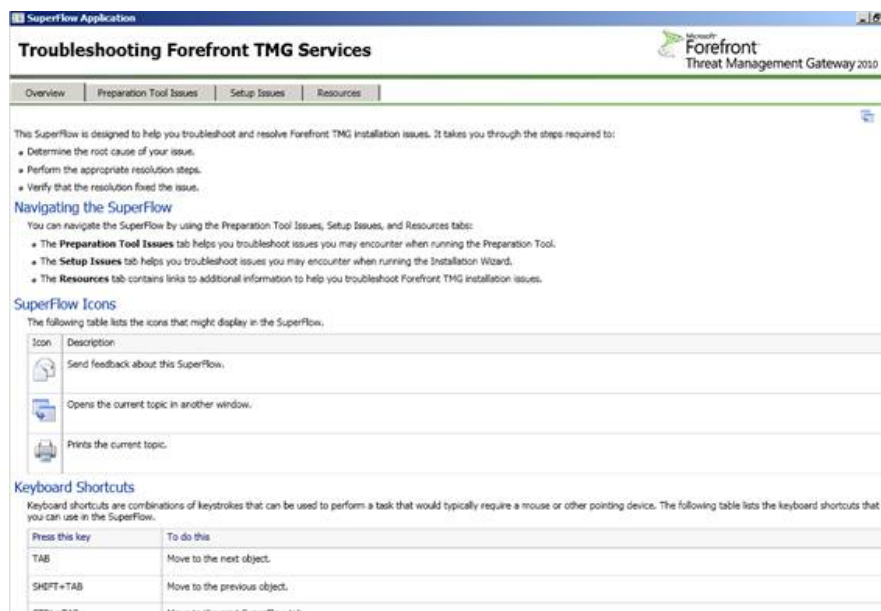 SuperFlow Application
Troubleshooting Forefront TMG Services
Microsoft
Forefront
Threat Management Gateway 2010
Overview
Preparation Tool Issues
Setup Issues
Resources
This SuperFlow is designed to help you troubleshoot and resolve Forefront TMG installation issues. It takes you through the steps required to:
• Determine the root cause of your issue.
• Perform the appropriate resolution steps.
• Verify that the resolution fixed the issue.
Navigating the SuperFlow
You can navigate the SuperFlow by using the Preparation Tool Issues, Setup Issues, and Resources tabs:
• The Preparation Tool Issues tab helps you troubleshoot issues you may encounter when running the Preparation Tool.
• The Setup Issues tab helps you troubleshoot issues you may encounter when running the Installation Wizard.
• The Resources tab contains links to additional information to help you troubleshoot Forefront TMG installation issues.
SuperFlow Icons
The following table lists the icons that might display in the SuperFlow.
Icon Description
Send feedback about this SuperFlow.
Opens the current topic in another window.
Prints the current topic.
Keyboard Shortcuts
Keyboard shortcuts are combinations of keystrokes that can be used to perform a task that would typically require a mouse or other pointing device. The following table lists the keyboard shortcuts that
you can use in the SuperFlow.
Press this key To do this
TAB Move to the next object.
SHIFT+TAB Move to the previous object.